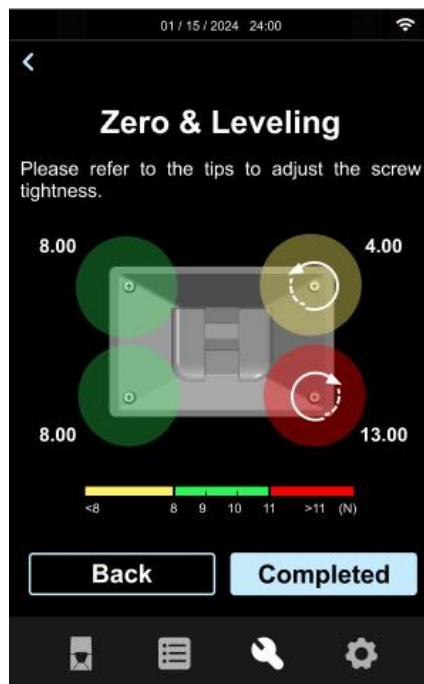 01 / 15 / 2024 24:00
Zero & Leveling
Please refer to the tips to adjust the screw
tightness.
8.00 4.00
8.00 13.00
<8 8 9 10 11 >11 (N)
Back Completed